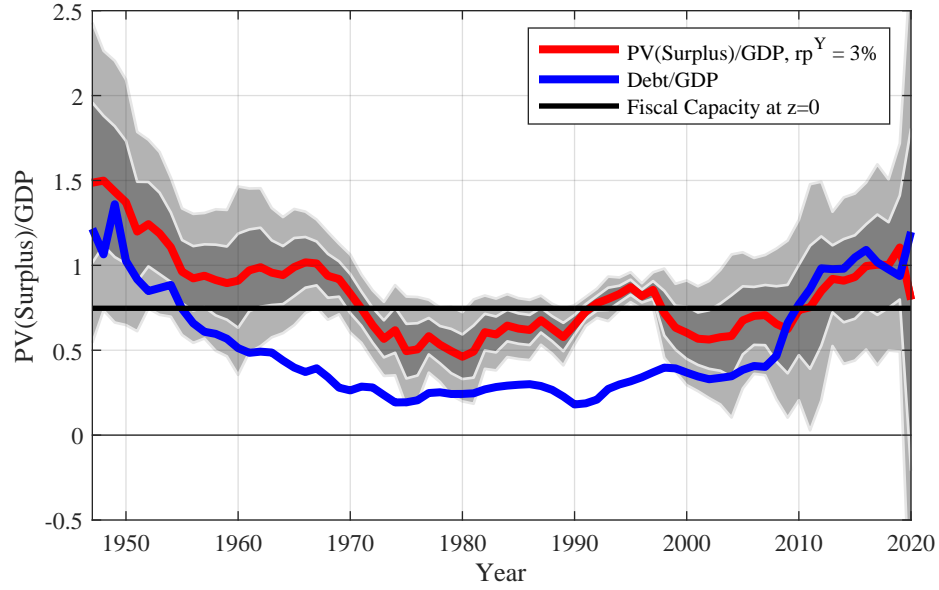 2.5
2
1.5
1
0.5
0
-0.5
PV(Surplus)/GDP
PV(Surplus)/GDP, rp^Y = 3%
Debt/GDP
Fiscal Capacity at z=0
1950 1960 1970 1980 1990 2000 2010 2020
Year